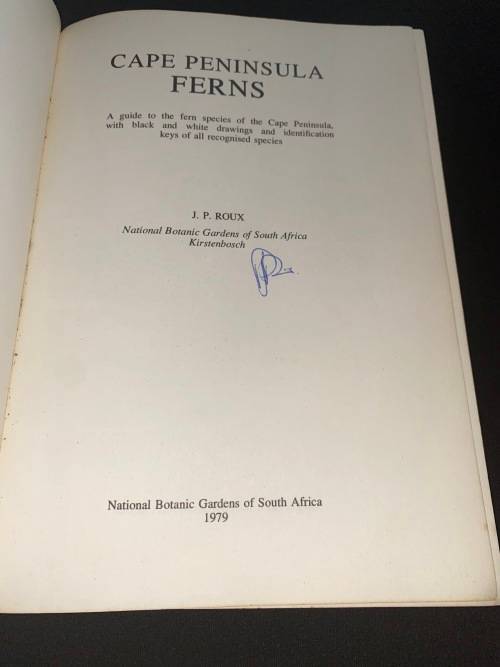 CAPE PENINSULA
FERNS
A guide to the fern species of the Cape Peninsula,
with black and white drawings and identification
keys of all recognised species
J. P. ROUX
National Botanic Gardens of South Africa
Kirstenbosch
National Botanic Gardens of South Africa
1979